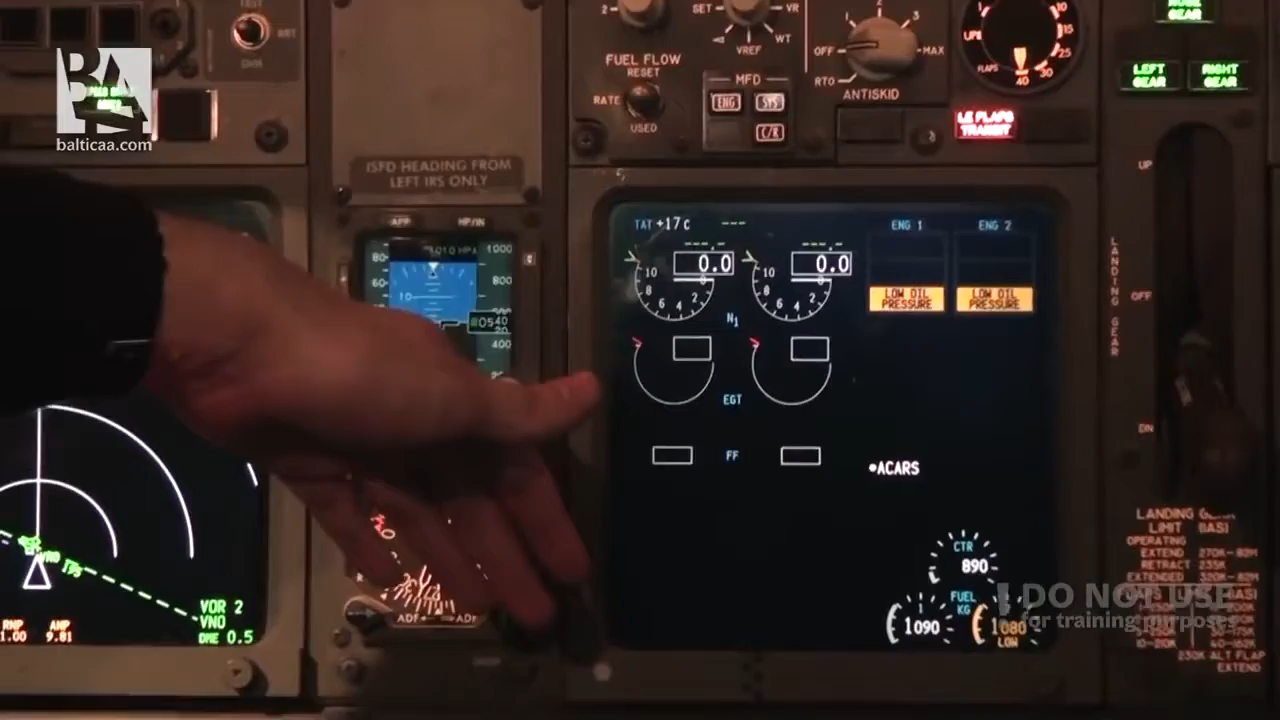 BA
balticaa.com
TEST
BRT
DIM
2
FUEL FLOW
RESET
RATE
USED
SET
VR
WT
VREF
MFD
ENG
SYS
C/R
1
2
3
OFF
MAX
RTO
ANTISKID
UP
1
10
15
25
30
40
FLAPS
LE FLAPS
TRANSIT
NOSE
GEAR
LEFT
GEAR
RIGHT
GEAR
ISFD HEADING FROM
LEFT IRS ONLY
APP
HP/IN
1010 HPA
80
60
10
1000
800
400
TAT +17C
---
---.-
---.-
0.0
0.0
10
8
6
4
2
10
8
6
4
2
N1
EGT
FF
ENG 1
ENG 2
LOW OIL
PRESSURE
LOW OIL
PRESSURE
•ACARS
CTR
890
FUEL
KG
1
1090
1080
LOW
UP
OFF
DN
LANDING GEAR
LANDING GEAR
LIMIT (IAS)
OPERATING
EXTEND 270K-.82M
RETRACT 235K
EXTENDED 320K-.82M
230K ALT FLAP
EXTEND
! DO NOT USE
for training purposes
VOR 2
VNO
DME 0.5
RNP
1.00
ANP
9.81
ADF
ADF